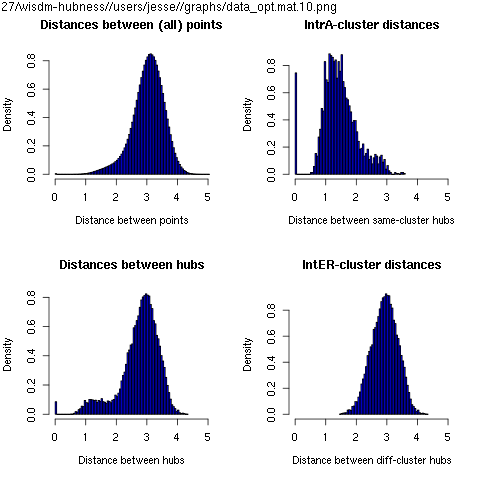 27/wisdm-hubness//users/jesse//graphs/data_opt.mat.10.png
Distances between (all) points
Density
0.0 0.2 0.4 0.6 0.8
0 1 2 3 4 5
Distance between points
IntrA-cluster distances
Density
0.0 0.2 0.4 0.6 0.8
0 1 2 3 4 5
Distance between same-cluster hubs
Distances between hubs
Density
0.0 0.2 0.4 0.6 0.8
0 1 2 3 4 5
Distance between hubs
IntER-cluster distances
Density
0.0 0.2 0.4 0.6 0.8
0 1 2 3 4 5
Distance between diff-cluster hubs